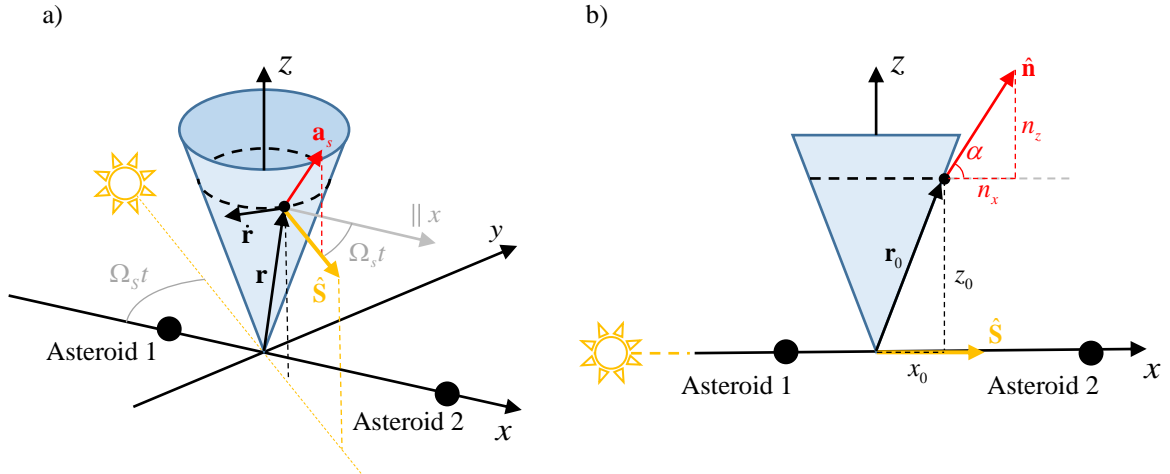 a)
z
a_s
ṙ
r
Ω_s t
|| x
y
Ω_S t
Ŝ
Asteroid 1
Asteroid 2
x
b)
z
n̂
n_z
α
n_x
r_0
z_0
Ŝ
x_0
x
Asteroid 1
Asteroid 2